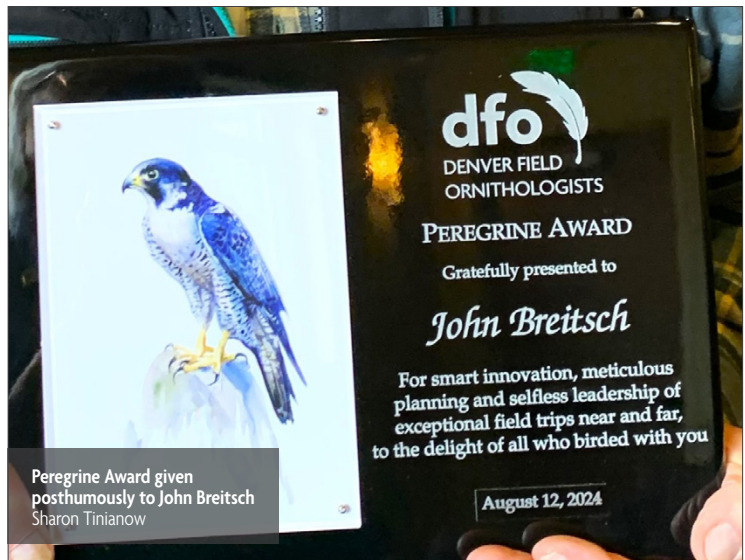 dfo
DENVER FIELD
ORNITHOLOGISTS
PEREGRINE AWARD
Gratefully presented to
John Breitsch
For smart innovation, meticulous
planning and selfless leadership of
exceptional field trips near and far,
to the delight of all who birded with you
August 12, 2024
Peregrine Award given
posthumously to John Breitsch
Sharon Tinianow